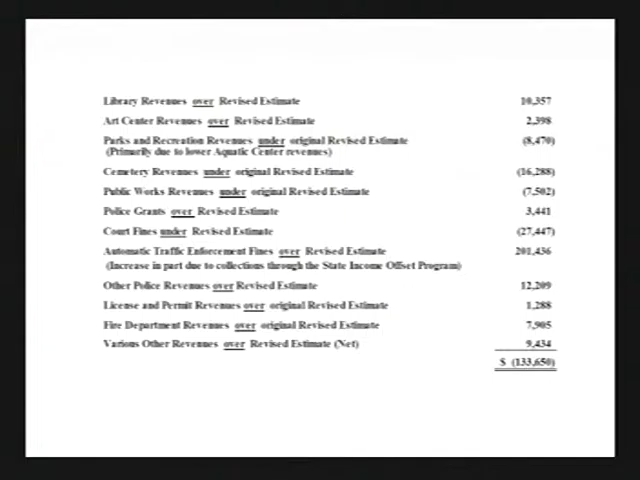 Library Revenues over Revised Estimate 10,357
Art Center Revenues over Revised Estimate 2,398
Parks and Recreation Revenues under original Revised Estimate (8,470)
(Primarily due to lower Aquatic Center revenues)
Cemetery Revenues under original Revised Estimate (16,288)
Public Works Revenues under original Revised Estimate (7,502)
Police Grants over Revised Estimate 3,441
Court Fines under Revised Estimate (27,447)
Automatic Traffic Enforcement Fines over Revised Estimate 201,436
(Increase in part due to collections through the State Income Offset Program)
Other Police Revenues over Revised Estimate 12,209
License and Permit Revenues over original Revised Estimate 1,288
Fire Department Revenues over original Revised Estimate 7,905
Various Other Revenues over Revised Estimate (Net) 9,434
$ (133,650)